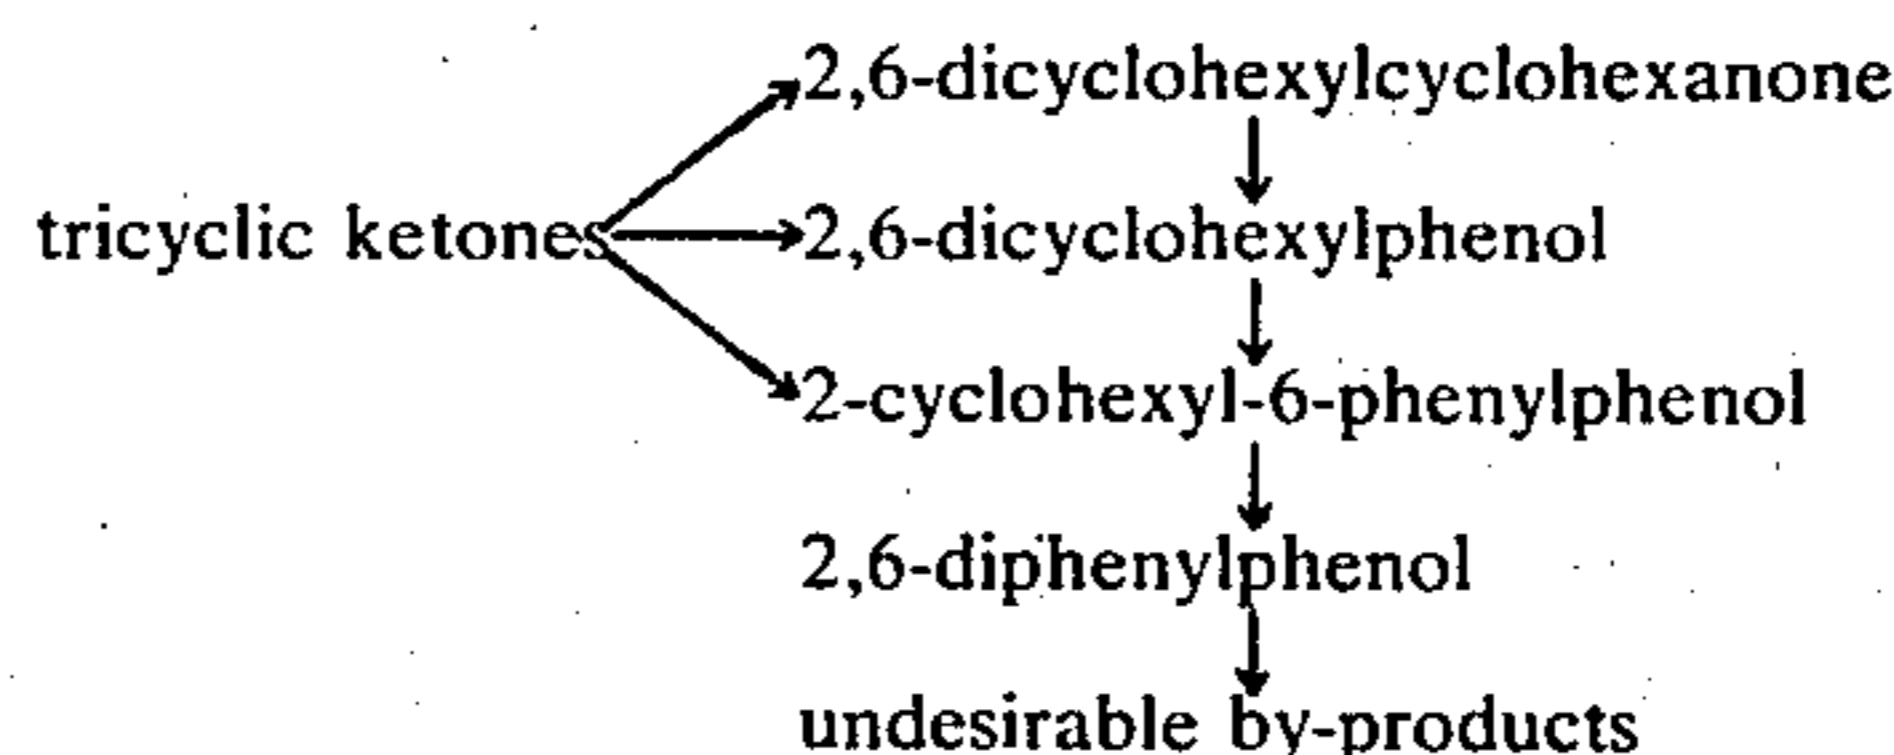 2,6-dicyclohexylcyclohexanone
tricyclic ketones 2,6-dicyclohexylphenol
2-cyclohexyl-6-phenylphenol
2,6-diphenylphenol
undesirable by-products